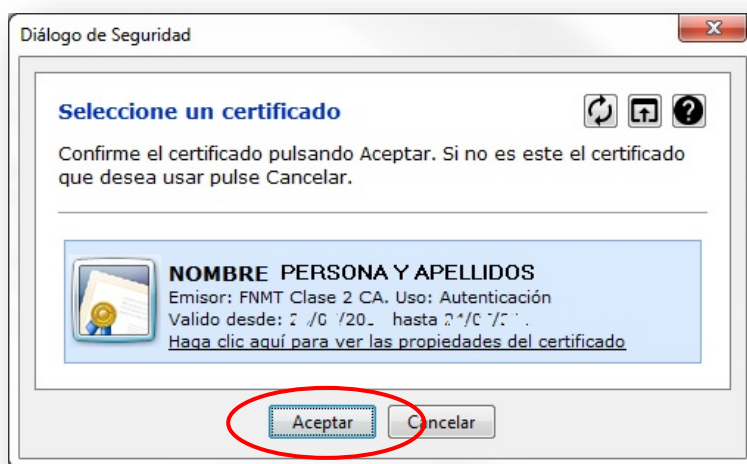 Diálogo de Seguridad
Seleccione un certificado
Confirme el certificado pulsando Aceptar. Si no es este el certificado
que desea usar pulse Cancelar.
NOMBRE PERSONA Y APELLIDOS
Emisor: FNMT Clase 2 CA. Uso: Autenticación
Valido desde: hasta
Haga clic aquí para ver las propiedades del certificado
Aceptar Cancelar